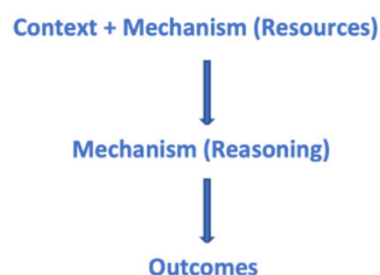 Context + Mechanism (Resources)
Mechanism (Reasoning)
Outcomes